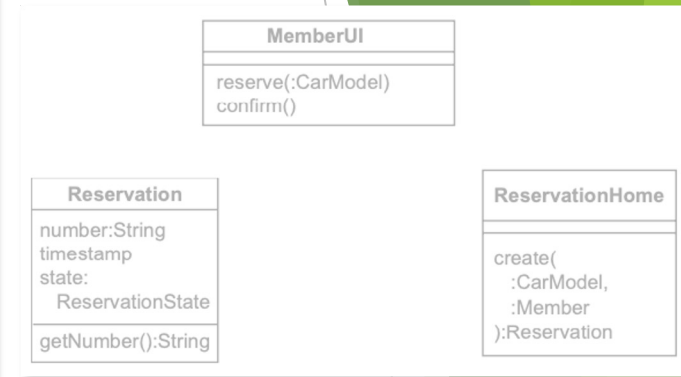 MemberUI
reserve(:CarModel)
confirm()
Reservation
number:String
timestamp
state:
ReservationState
getNumber():String
ReservationHome
create(
:CarModel,
:Member
):Reservation